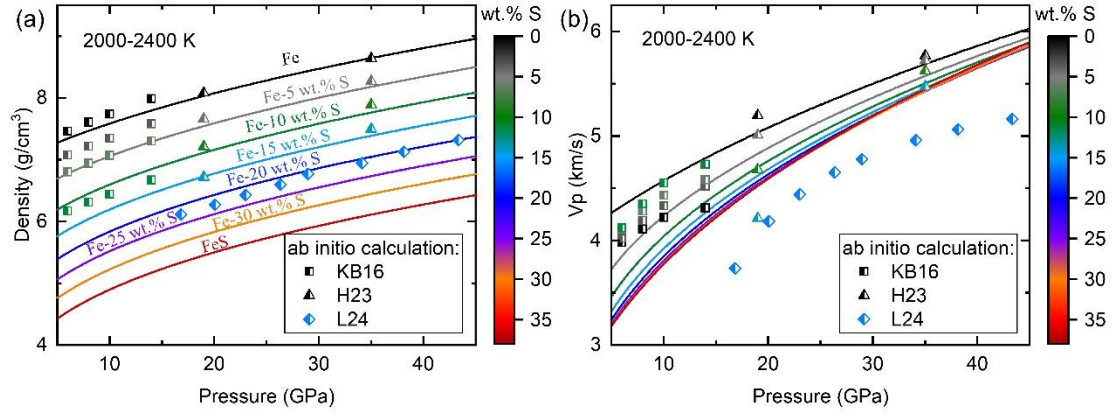 (a)
2000-2400 K
Fe
Fe-5 wt.% S
Fe-10 wt.% S
Fe-15 wt.% S
Fe-20 wt.% S
Fe-25 wt.% S
Fe-30 wt.% S
FeS
ab initio calculation:
KB16
H23
L24
Density (g/cm³)
8
6
4
10
20
30
40
Pressure (GPa)
wt.% S
0
5
10
15
20
25
30
35
(b)
2000-2400 K
ab initio calculation:
KB16
H23
L24
Vp (km/s)
6
5
4
3
10
20
30
40
Pressure (GPa)
wt.% S
0
5
10
15
20
25
30
35